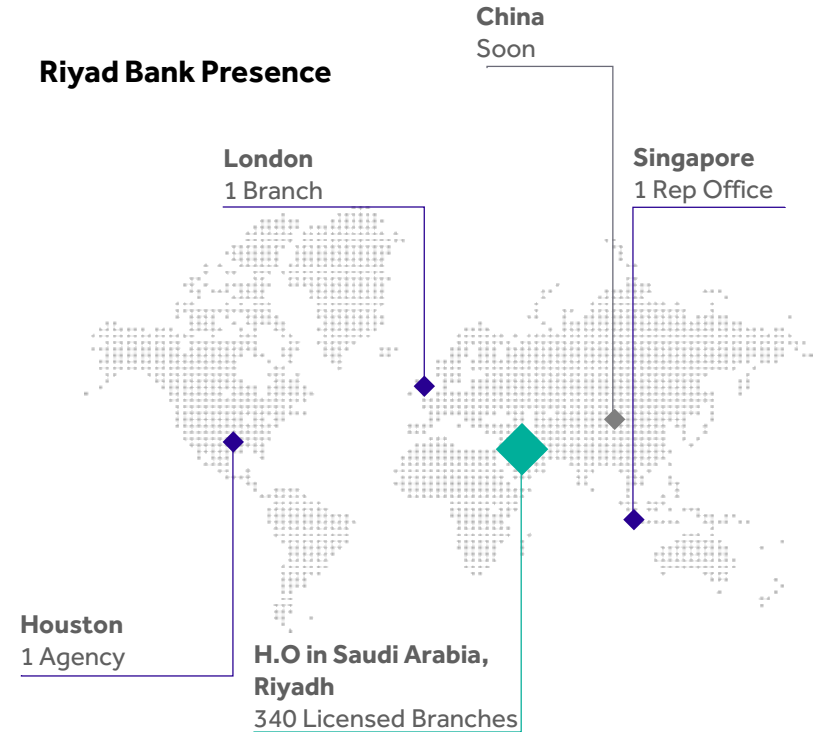 China
Soon
Riyad Bank Presence
London
1 Branch
Singapore
1 Rep Office
Houston
1 Agency
H.O in Saudi Arabia,
Riyadh
340 Licensed Branches